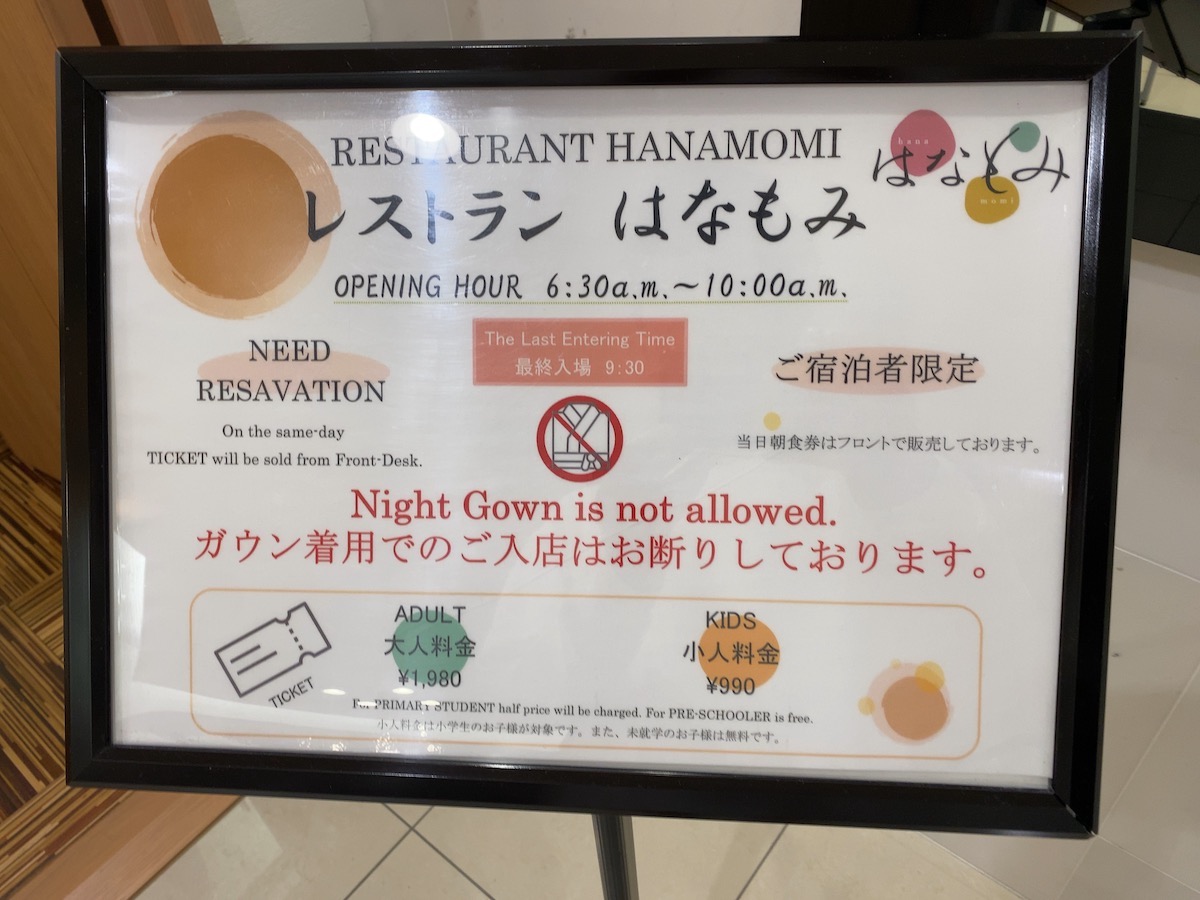 RESTAURANT HANAMOMI
レストラン はなもみ
hana
はなもみ
momi
OPENING HOUR 6:30a.m.～10:00a.m.
NEED
RESAVATION
On the same-day
TICKET will be sold from Front-Desk.
The Last Entering Time
最終入場 9:30
ご宿泊者限定
当日朝食券はフロントで販売しております。
Night Gown is not allowed.
ガウン着用でのご入店はお断りしております。
TICKET
ADULT
大人料金
¥1,980
KIDS
小人料金
¥990
For PRIMARY STUDENT half price will be charged. For PRE-SCHOOLER is free.
小人料金は小学生のお子様が対象です。また、未就学のお子様は無料です。